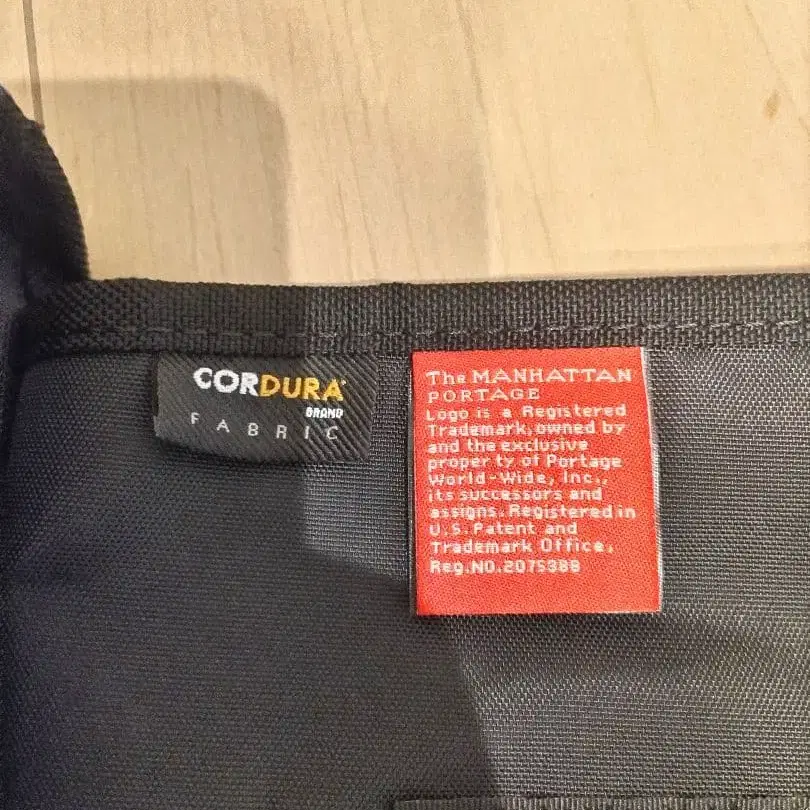 CORDURA
BRAND
FABRIC
The MANHATTAN
PORTAGE
Logo is a Registered
Trademark, owned by
and the exclusive
property of Portage
World-Wide, Inc.,
its successors and
assigns. Registered in
U.S. Patent and
Trademark Office,
Reg.NO.2075388